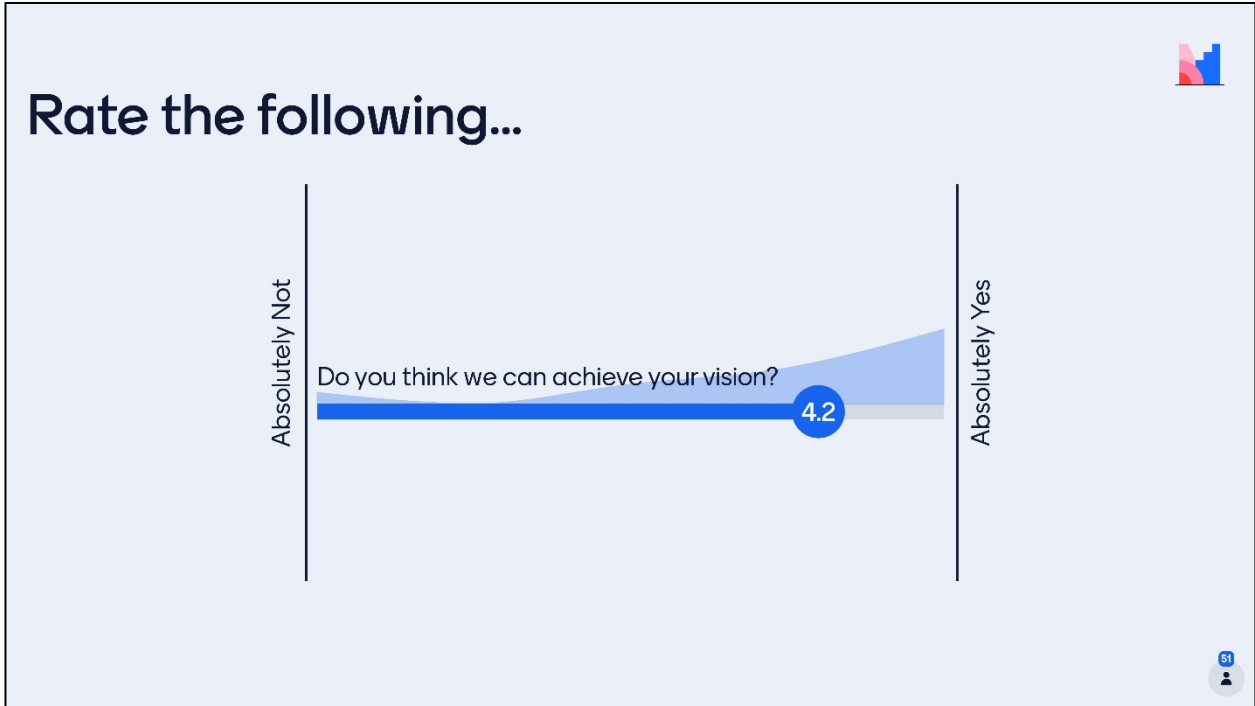 Rate the following...
Absolutely Not
Do you think we can achieve your vision?
4.2
Absolutely Yes
51